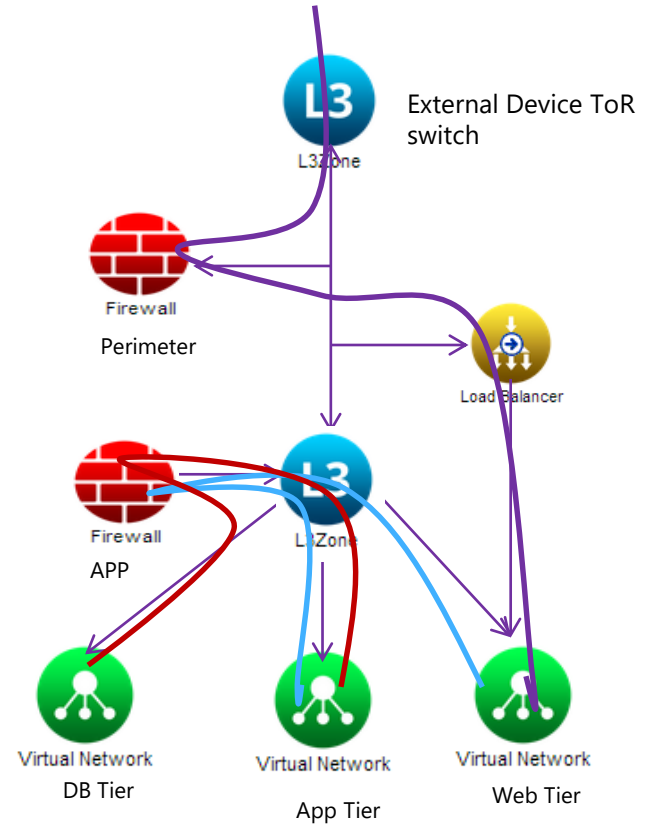 L3
L3Zone
External Device ToR
switch
Firewall
Perimeter
Load Balancer
L3
L3Zone
Firewall
APP
Virtual Network
DB Tier
Virtual Network
App Tier
Virtual Network
Web Tier